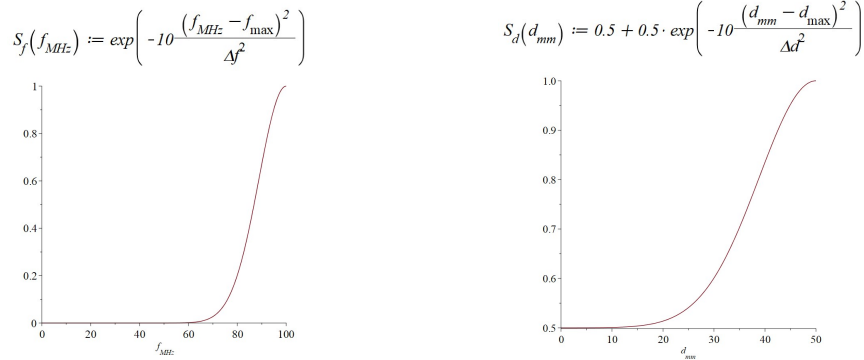 S_f(f_MHz) := exp(-10 (f_MHz − f_max)^2 / Δf^2)
1
0.8
0.6
0.4
0.2
0
0 20 40 60 80 100
f_MHz
S_d(d_mm) := 0.5 + 0.5· exp(-10 (d_mm − d_max)^2 / Δd^2)
1.0
0.9
0.8
0.7
0.6
0.5
0 10 20 30 40 50
d_mm